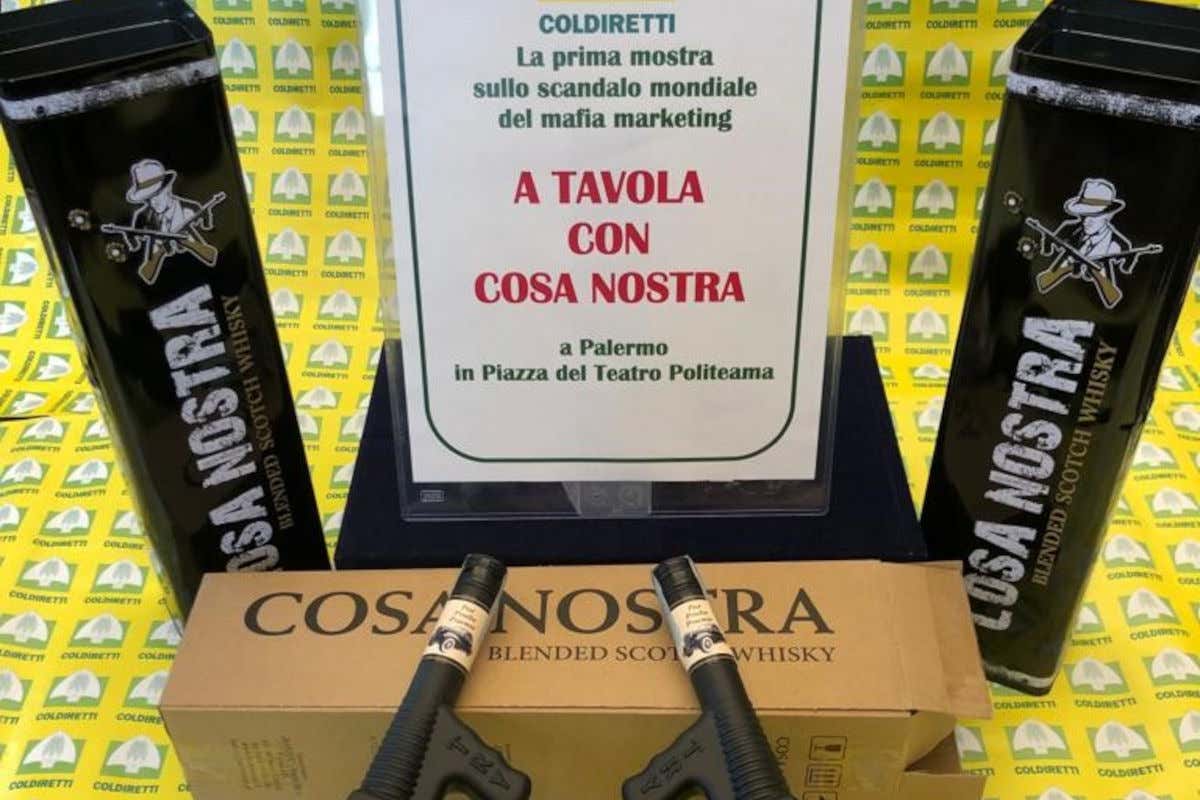 COLDIRETTI
La prima mostra
sullo scandalo mondiale
del mafia marketing
A TAVOLA
CON
COSA NOSTRA
a Palermo
in Piazza del Teatro Politeama
COSA NOSTRA
BLENDED SCOTCH WHISKY
COSA NOSTRA
BLENDED SCOTCH WHISKY
COSA NOSTRA
BLENDED SCOTCH WHISKY
COLDIRETTI